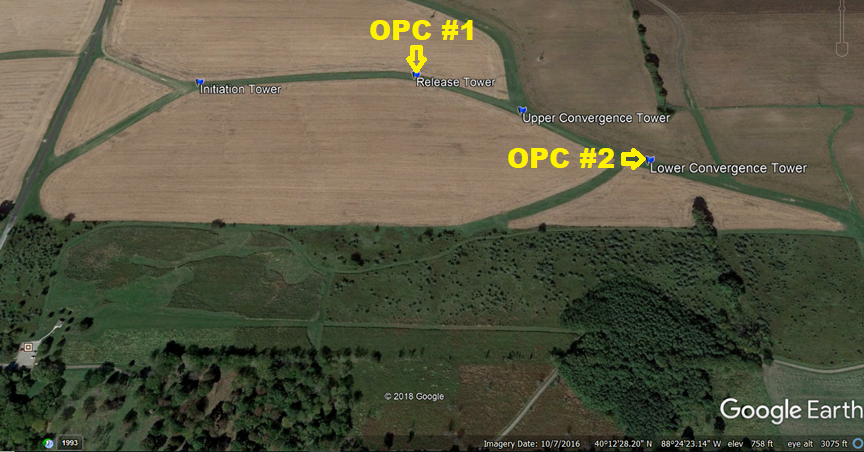 OPC #1
Initiation Tower
Release Tower
Upper Convergence Tower
OPC #2
Lower Convergence Tower
© 2018 Google
Google Earth
1993
Imagery Date: 10/7/2016 40°12'28.20" N 88°24'23.14" W elev 758 ft eye alt 3075 ft